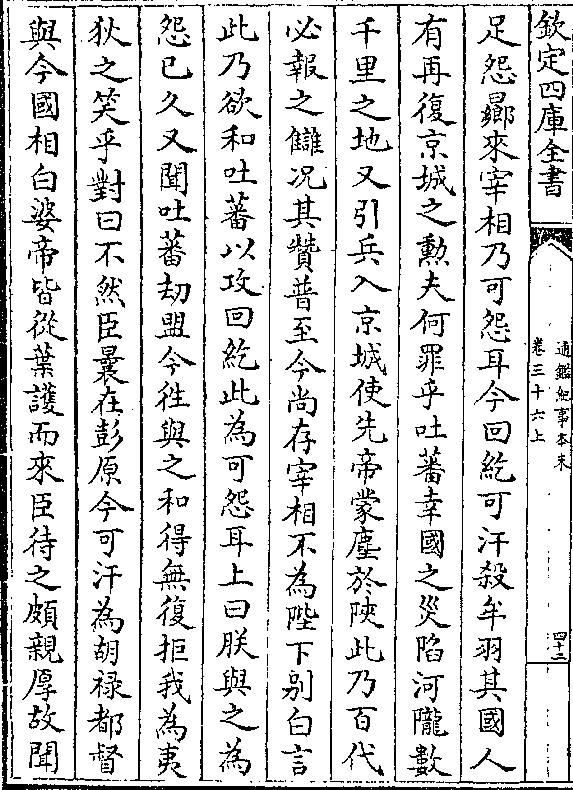 欽定四庫全書
通鑑紀事本末
卷三十六上
四十二
足怨曏來宰相乃可怨耳今回紇可汗殺牟羽其國人
有再復京城之勲夫何罪乎吐蕃幸國之災陷河隴數
千里之地又引兵入京城使先帝蒙塵於陜此乃百代
必報之讎况其贊普至今尚存宰相不為陛下别白言
此乃欲和吐蕃以攻回紇此為可怨耳上曰朕與之為
怨已久又聞吐蕃刼盟今徃與之和得無復拒我為夷
狄之笑乎對曰不然臣曩在彭原今可汗為胡禄都督
與今國相白婆帝皆從葉護而來臣待之頗親厚故聞